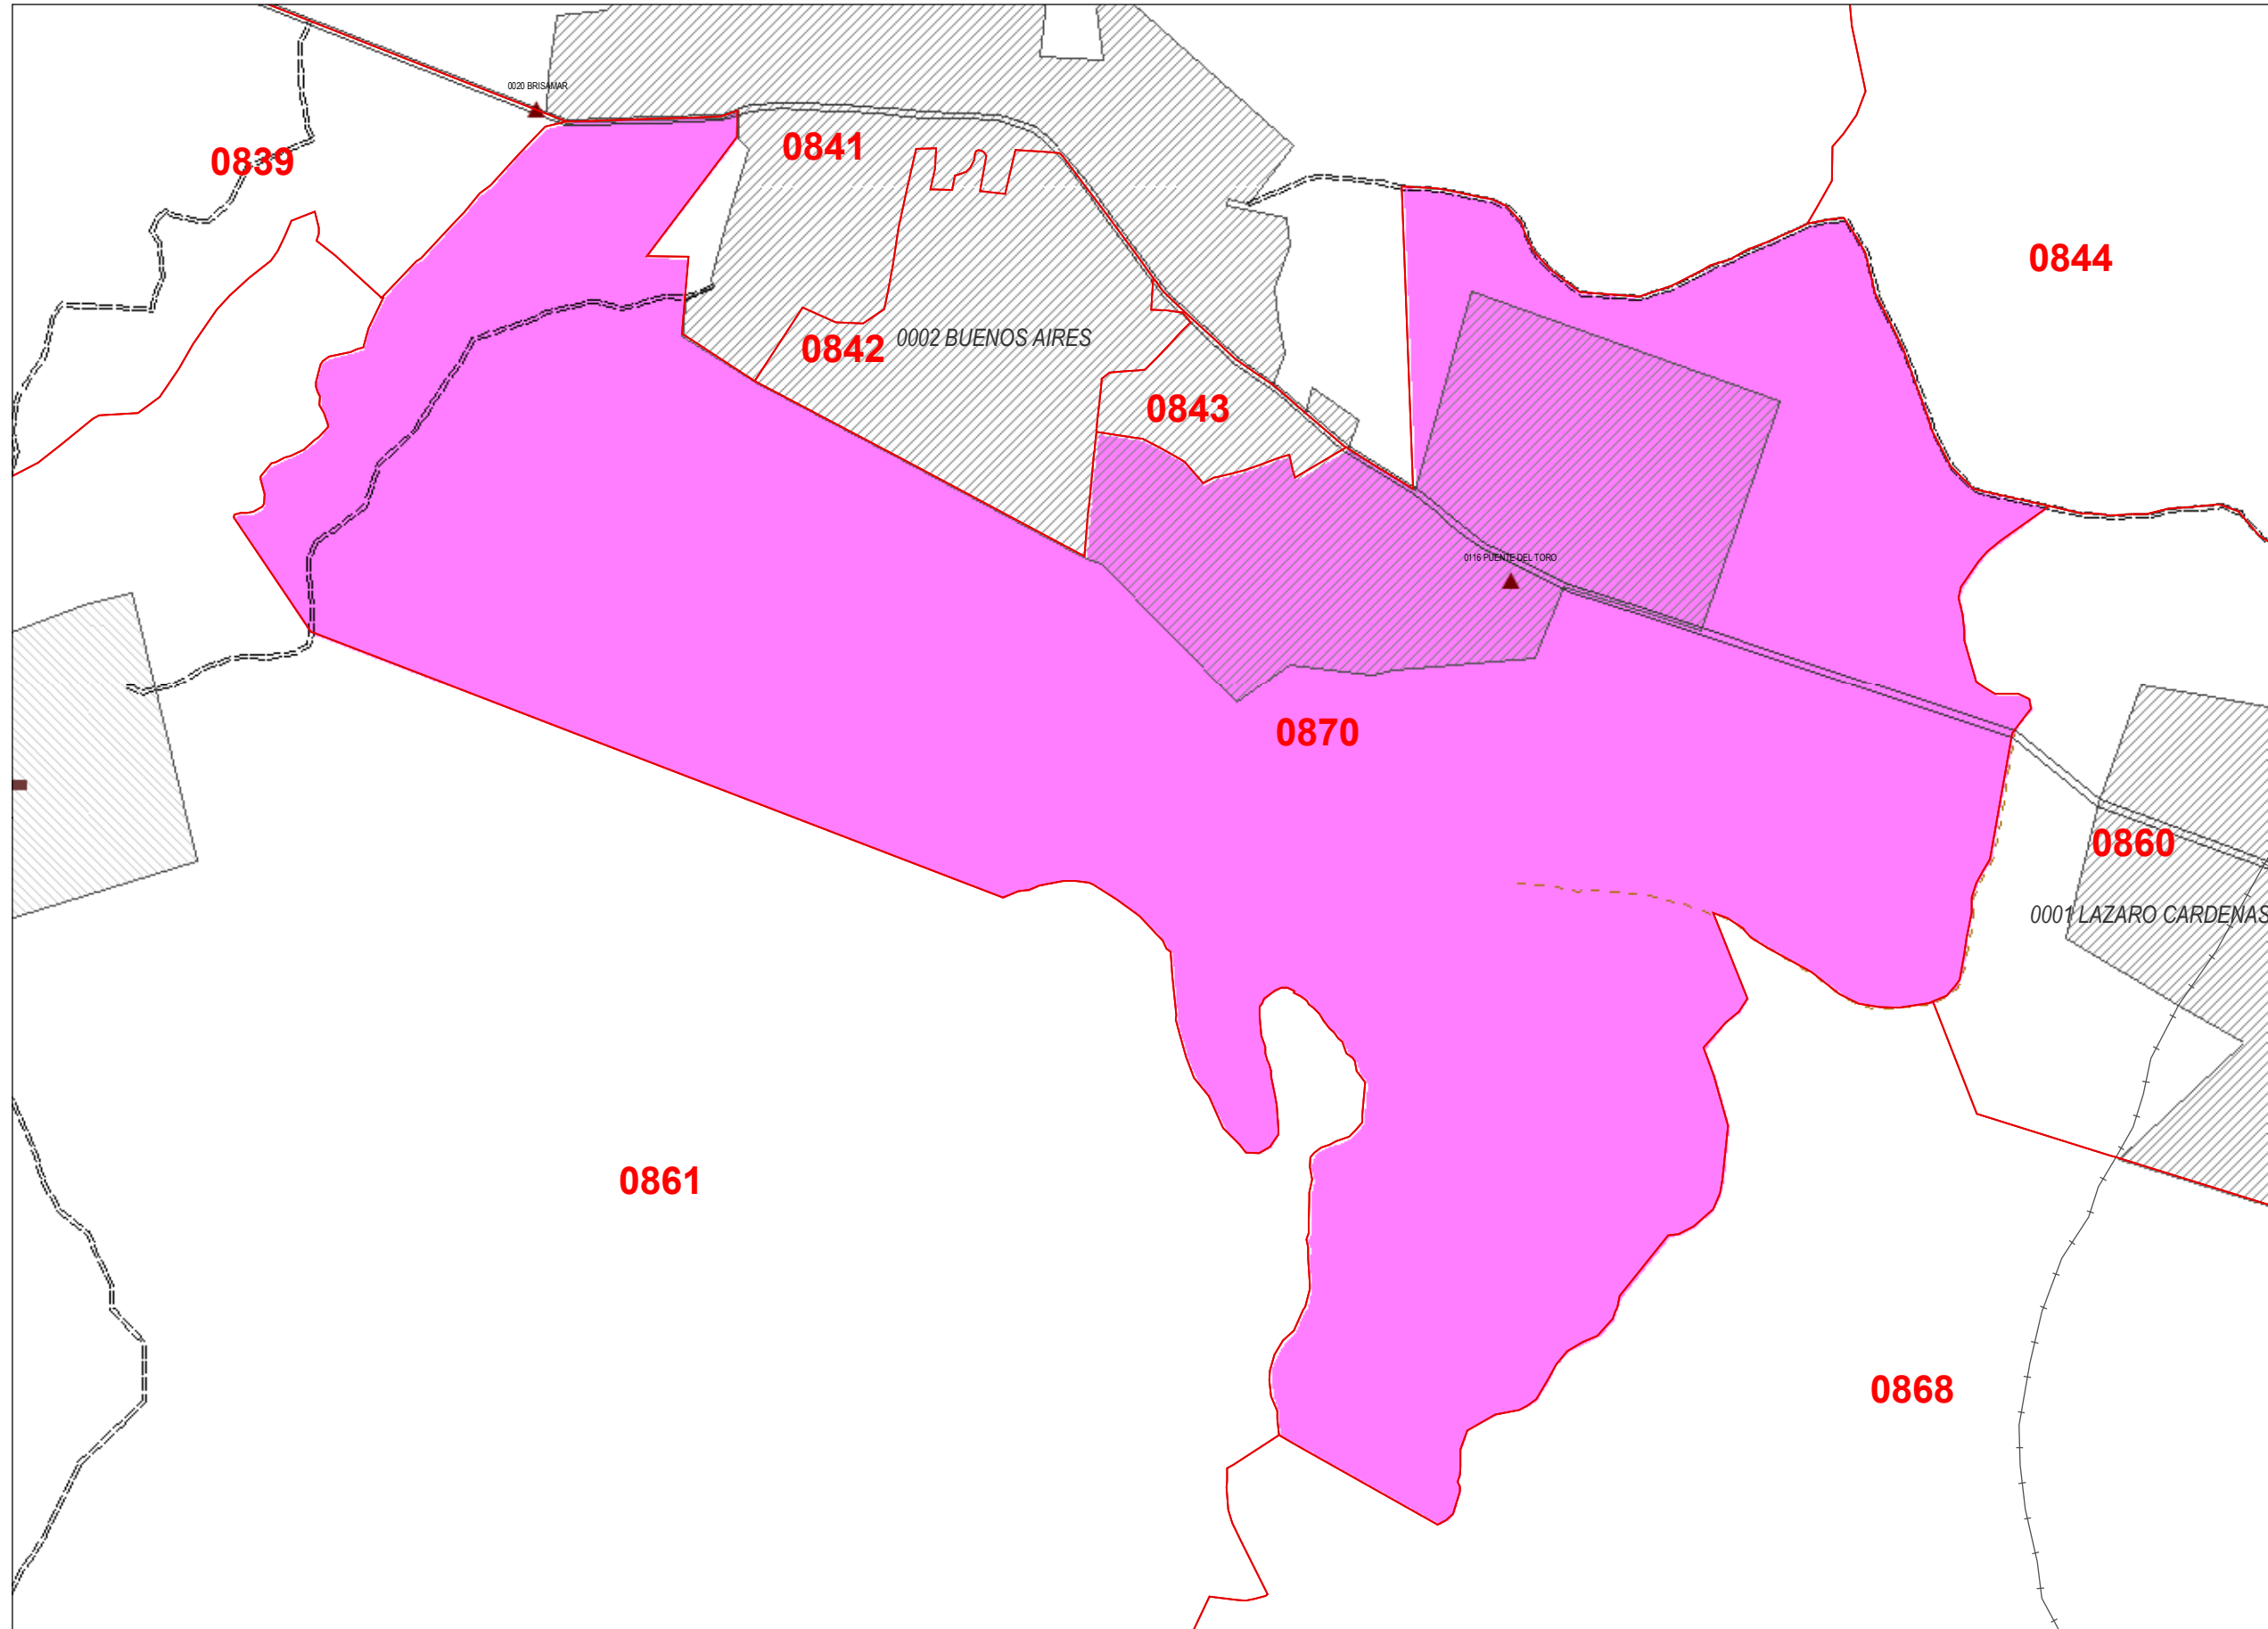 0020 BRISAMAR
0839
0841
0844
0842
0002 BUENOS AIRES
0843
0116 PUENTE DEL TORO
0870
0860
0001 LAZARO CARDENAS
0861
0868